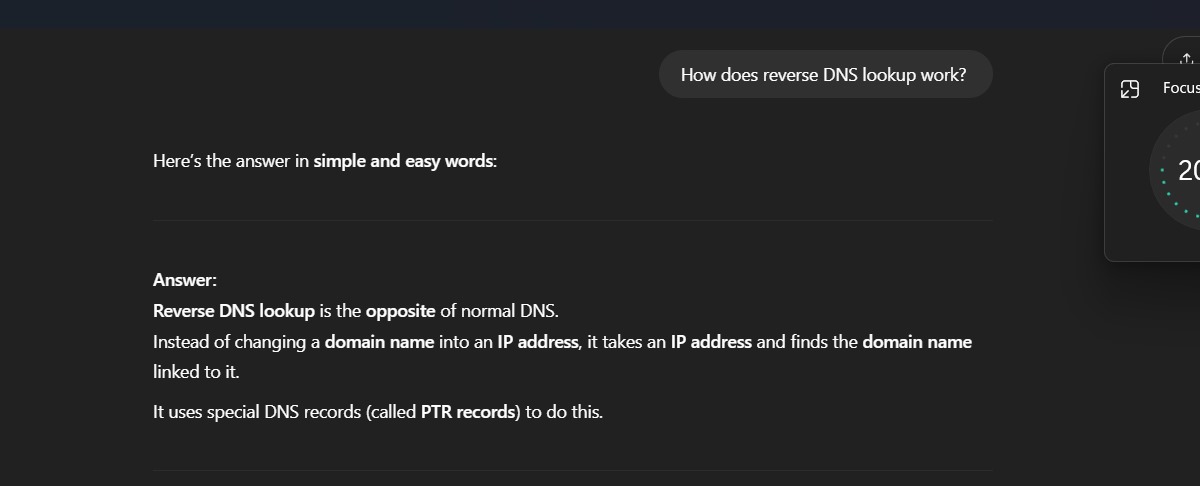 How does reverse DNS lookup work?
Focus
Here's the answer in simple and easy words:
20
Answer:
Reverse DNS lookup is the opposite of normal DNS.
Instead of changing a domain name into an IP address, it takes an IP address and finds the domain name
linked to it.
It uses special DNS records (called PTR records) to do this.